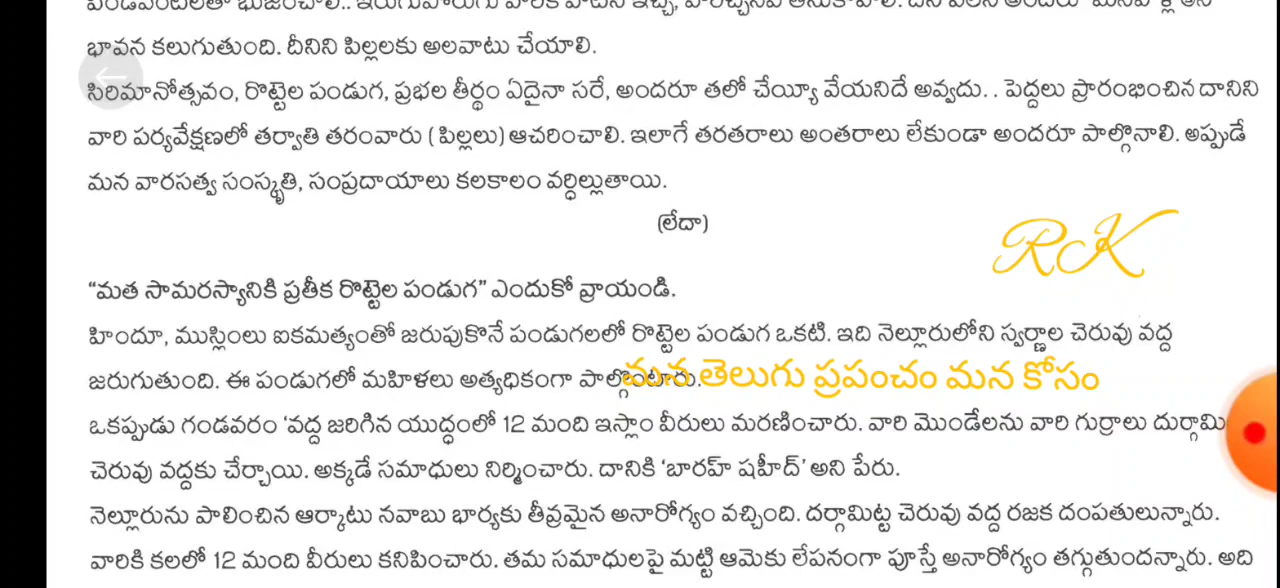 భావన కలుగుతుంది. దీనిని పిల్లలకు అలవాటు చేయాలి.
సిరిమానోత్సవం, రొట్టెల పండుగ, ప్రభల తీర్థం ఏదైనా సరే, అందరూ తలో చేయ్యీ వేయనిదే అవ్వదు.. పెద్దలు ప్రారంభించిన దానిని
వారి పర్యవేక్షణలో తర్వాతి తరంవారు (పిల్లలు) ఆచరించాలి. ఇలాగే తరతరాలు అంతరాలు లేకుండా అందరూ పాల్గొనాలి. అప్పుడే
మన వారసత్వ సంస్కృతి, సంప్రదాయాలు కలకాలం వర్ధిల్లుతాయి.
(లేదా)
RK
“మత సామరస్యానికి ప్రతీక రొట్టెల పండుగ” ఎందుకో వ్రాయండి.
హిందూ, ముస్లింలు ఐకమత్యంతో జరుపుకొనే పండుగలలో రొట్టెల పండుగ ఒకటి. ఇది నెల్లూరులోని స్వర్ణాల చెరువు వద్ద
జరుగుతుంది. ఈ పండుగలో మహిళలు అత్యధికంగా పాల్గొంటారు.
మన తెలుగు ప్రపంచం మన కోసం
ఒకప్పుడు గండవరం ‘వద్ద జరిగిన యుద్ధంలో 12 మంది ఇస్లాం వీరులు మరణించారు. వారి మొండేలను వారి గుర్రాలు దుర్గామి
చెరువు వద్దకు చేర్చాయి. అక్కడే సమాధులు నిర్మించారు. దానికి ‘బారహ్ షహీద్’ అని పేరు.
నెల్లూరును పాలించిన ఆర్కాటు నవాబు భార్యకు తీవ్రమైన అనారోగ్యం వచ్చింది. దర్గామిట్ట చెరువు వద్ద రజక దంపతులున్నారు.
వారికి కలలో 12 మంది వీరులు కనిపించారు. తమ సమాధులపై మట్టి ఆమెకు లేపనంగా పూస్తే అనారోగ్యం తగ్గుతుందన్నారు. అది